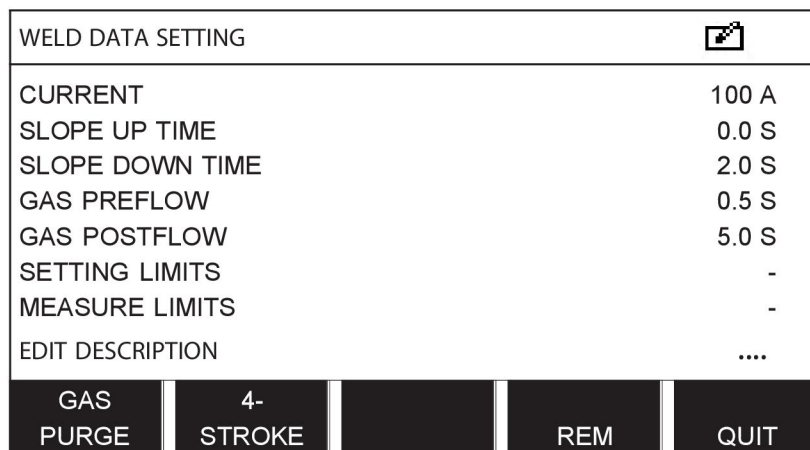 WELD DATA SETTING
CURRENT 100 A
SLOPE UP TIME 0.0 S
SLOPE DOWN TIME 2.0 S
GAS PREFLOW 0.5 S
GAS POSTFLOW 5.0 S
SETTING LIMITS -
MEASURE LIMITS -
EDIT DESCRIPTION ....
GAS PURGE
4-STROKE
REM
QUIT